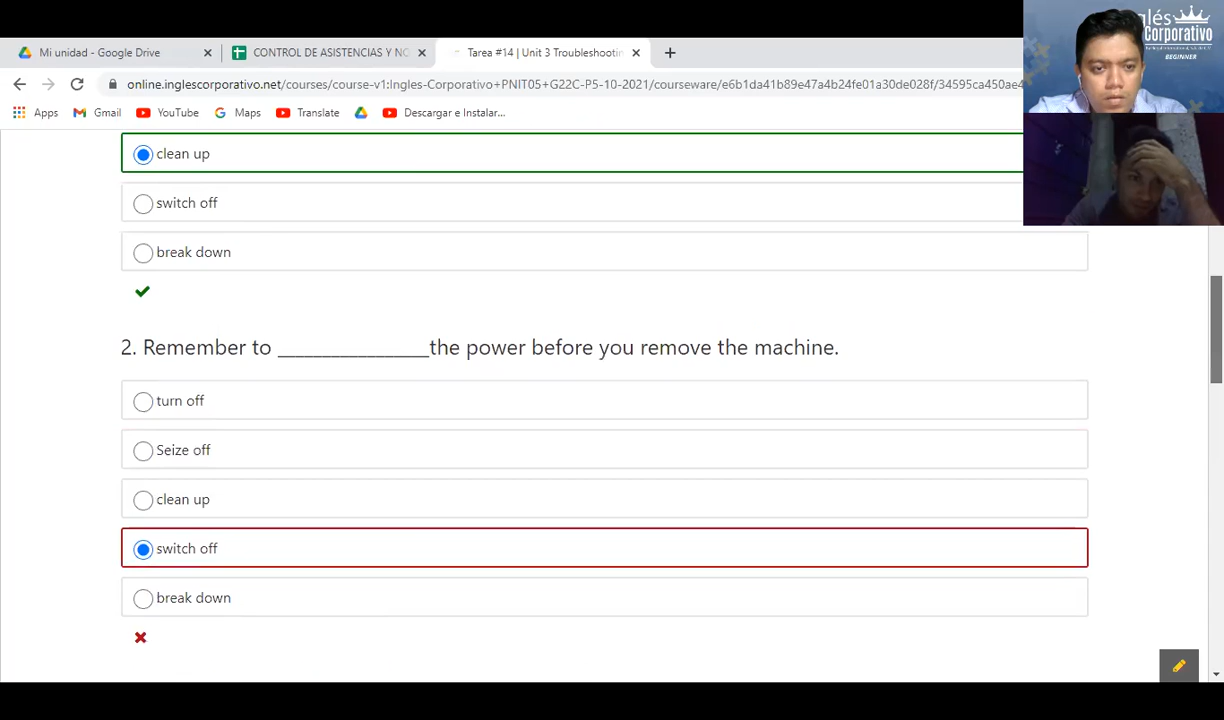 Inglés
Corporativo
BEGINNER
Mi unidad - Google Drive
CONTROL DE ASISTENCIAS Y NO
Tarea #14 | Unit 3 Troubleshootin
online.inglescorporativo.net/courses/course-v1:Ingles-Corporativo+PNIT05+G22C-P5-10-2021/courseware/e6b1da41b89e47a4b24fe01a30de028f/34595ca450ae4
Apps
Gmail
YouTube
Maps
Translate
Descargar e Instalar...
clean up
switch off
break down
2. Remember to _________________the power before you remove the machine.
turn off
Seize off
clean up
switch off
break down